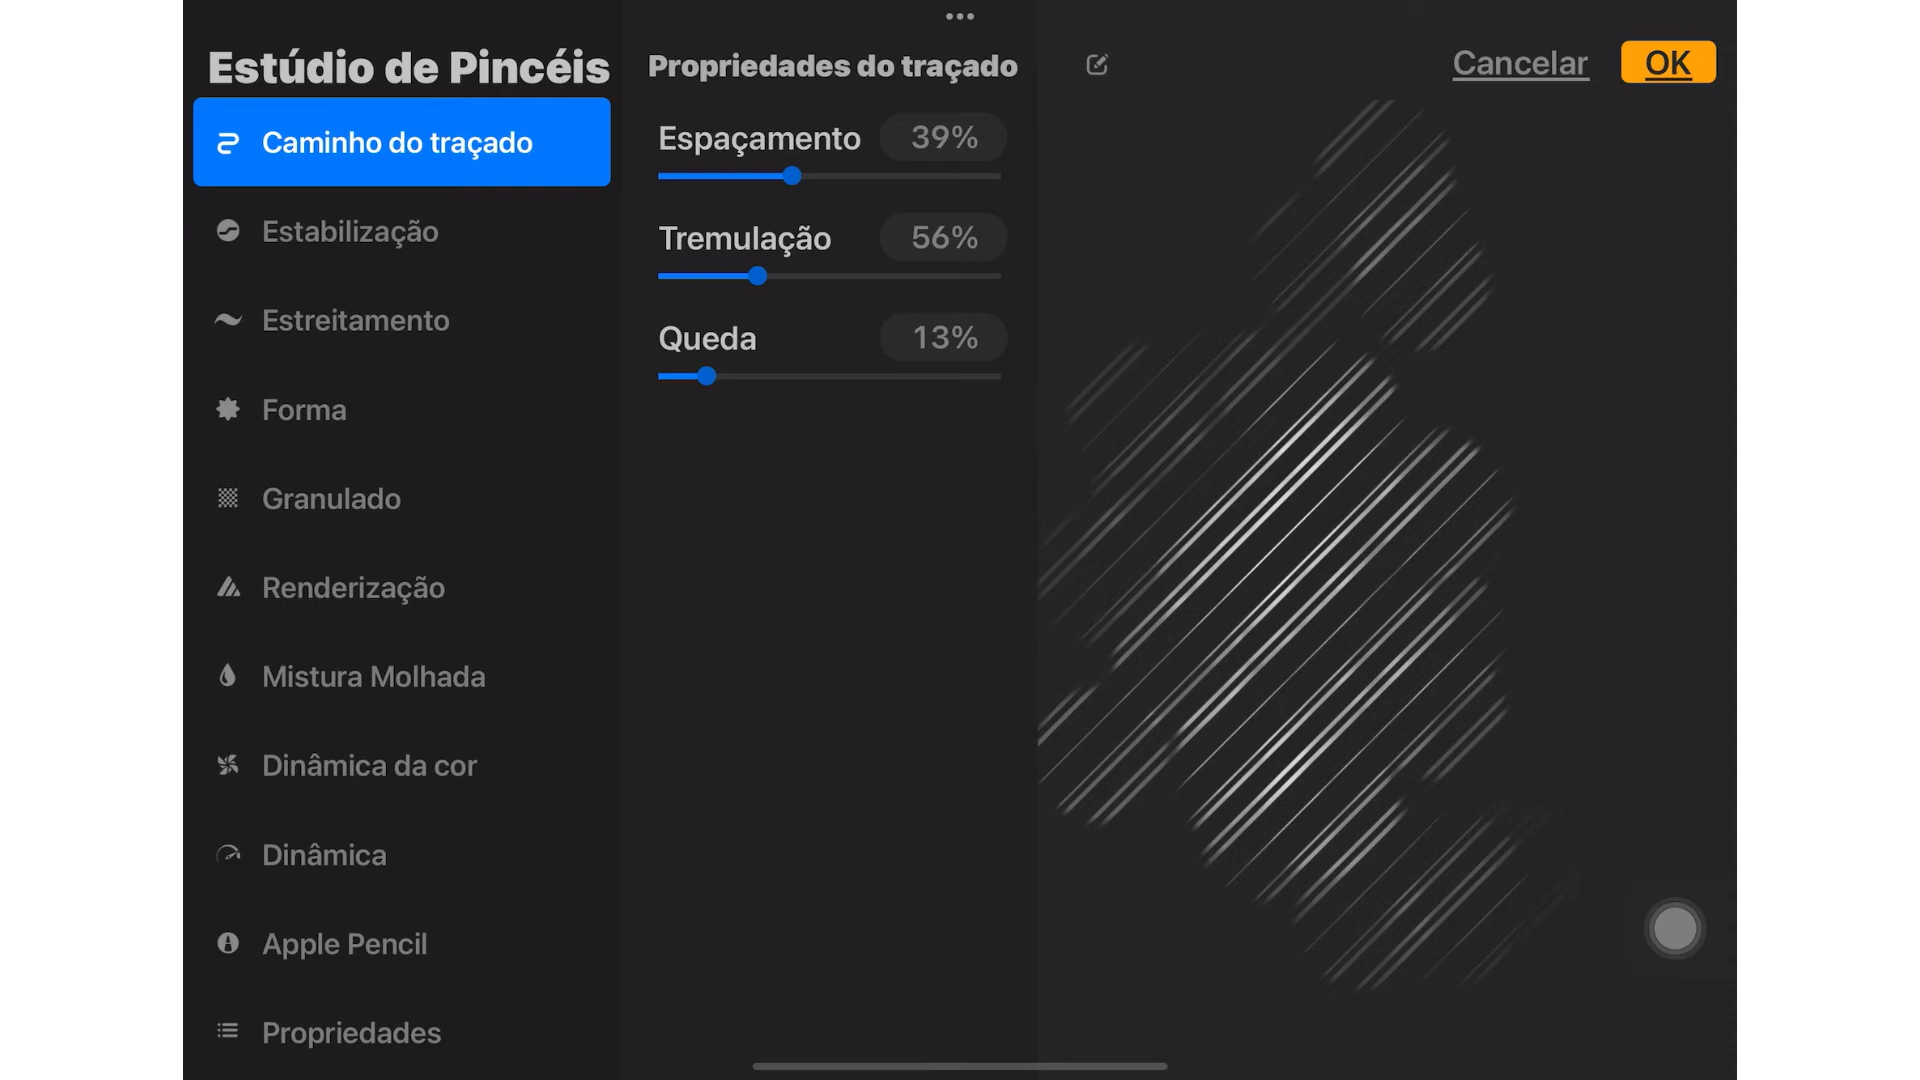 Estúdio de Pincéis
Caminho do traçado
Estabilização
Estreitamento
Forma
Granulado
Renderização
Mistura Molhada
Dinâmica da cor
Dinâmica
Apple Pencil
Propriedades
Propriedades do traçado
Espaçamento 39%
Tremulação 56%
Queda 13%
Cancelar OK